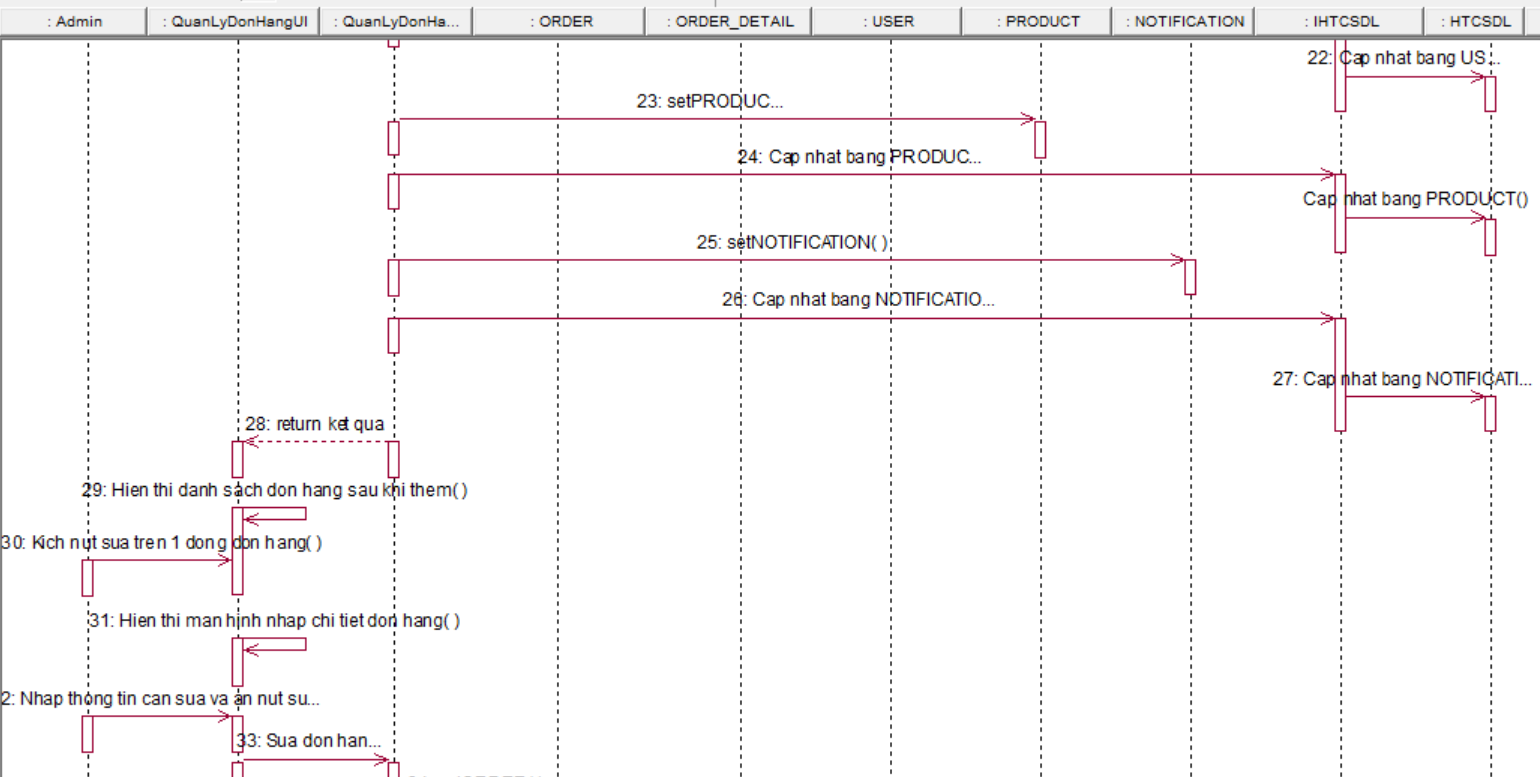 : Admin
: QuanLyDonHangUI
: QuanLyDonHa...
: ORDER
: ORDER_DETAIL
: USER
: PRODUCT
: NOTIFICATION
: IHTCSDL
: HTCSDL
22: Cap nhat bang US...
23: setPRODUC...
24: Cap nhat bang PRODUC...
Cap nhat bang PRODUCT()
25: setNOTIFICATION( )
26: Cap nhat bang NOTIFICATIO...
27: Cap nhat bang NOTIFICATI...
28: return ket qua
29: Hien thi danh sach don hang sau khi them( )
30: Kich nut sua tren 1 dong don hang( )
31: Hien thi man hinh nhap chi tiet don hang( )
2: Nhap thong tin can sua va an nut su...
33: Sua don han...